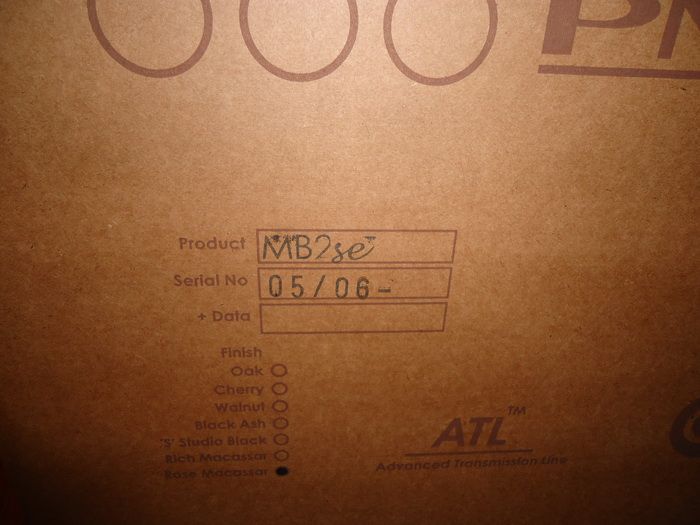 Product MB2se
Serial No 05/06-
+ Data
Finish
Oak
Cherry
Walnut
Black Ash
'S' Studio Black
Rich Macassar
Rose Macassar
ATL™
Advanced Transmission Line